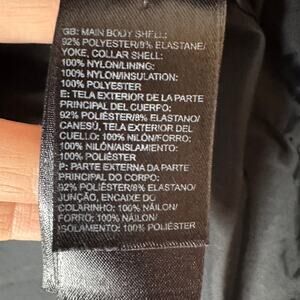 GB: MAIN BODY SHELL:
92% POLYESTER/8% ELASTANE/
YOKE, COLLAR SHELL:
100% NYLON/LINING:
100% NYLON/INSULATION:
100% POLYESTER
E: TELA EXTERIOR DE LA PARTE
PRINCIPAL DEL CUERPO:
92% POLIÉSTER/8% ELASTANO/
CANESÚ, TELA EXTERIOR DEL
CUELLO: 100% NILÓN/FORRO:
100% NILÓN/AISLAMIENTO:
100% POLIÉSTER
P: PARTE EXTERNA DA PARTE
PRINCIPAL DO CORPO:
92% POLIÉSTER/8% ELASTANO/
JUNÇÃO, ENCAIXE DO
COLARINHO: 100% NÁILON/
FORRO: 100% NÁILON/
ISOLAMENTO: 100% POLIÉSTER